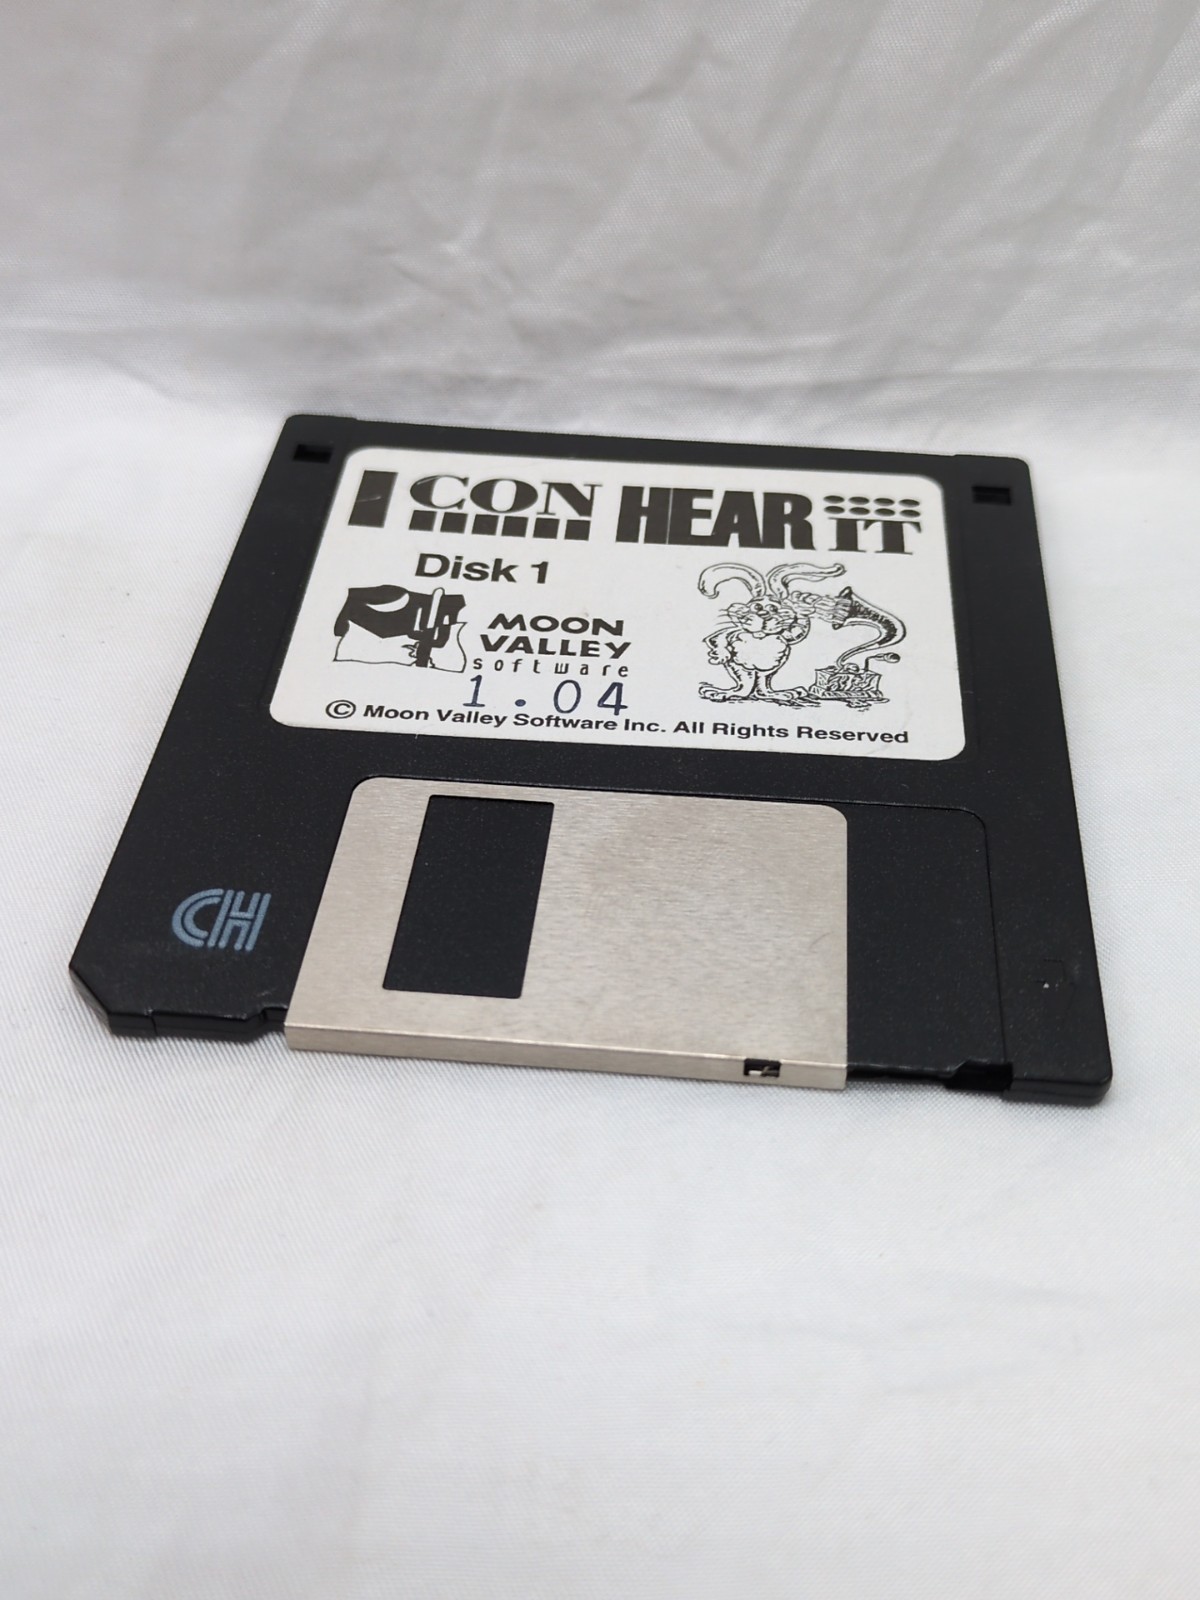 I CON HEAR IT
Disk 1
MOON
VALLEY
software
1.04
© Moon Valley Software Inc. All Rights Reserved
CH